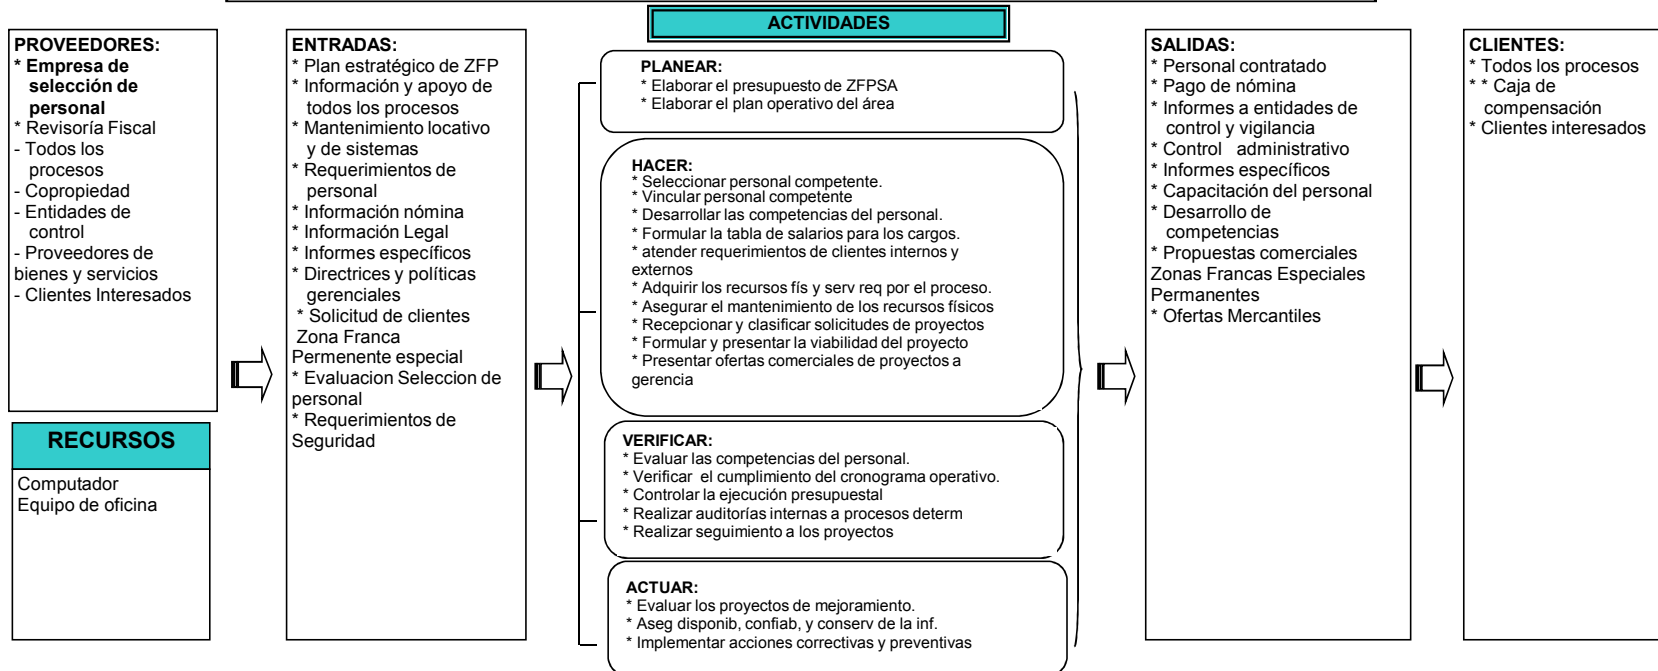 ACTIVIDADES
PROVEEDORES:
* Empresa de
selección de
personal
* Revisoría Fiscal
- Todos los
procesos
- Copropiedad
- Entidades de
control
- Proveedores de
bienes y servicios
- Clientes Interesados
RECURSOS
Computador
Equipo de oficina
ENTRADAS:
* Plan estratégico de ZFP
* Información y apoyo de
todos los procesos
* Mantenimiento locativo
y de sistemas
* Requerimientos de
personal
* Información nómina
* Información Legal
* Informes específicos
* Directrices y políticas
gerenciales
* Solicitud de clientes
Zona Franca
Permenente especial
* Evaluacion Seleccion de
personal
* Requerimientos de
Seguridad
PLANEAR:
* Elaborar el presupuesto de ZFPSA
* Elaborar el plan operativo del área
HACER:
* Seleccionar personal competente.
* Vincular personal competente
* Desarrollar las competencias del personal.
* Formular la tabla de salarios para los cargos.
* atender requerimientos de clientes internos y
externos
* Adquirir los recursos fís y serv req por el proceso.
* Asegurar el mantenimiento de los recursos físicos
* Recepcionar y clasificar solicitudes de proyectos
* Formular y presentar la viabilidad del proyecto
* Presentar ofertas comerciales de proyectos a
gerencia
VERIFICAR:
* Evaluar las competencias del personal.
* Verificar el cumplimiento del cronograma operativo.
* Controlar la ejecución presupuestal
* Realizar auditorías internas a procesos determ
* Realizar seguimiento a los proyectos
ACTUAR:
* Evaluar los proyectos de mejoramiento.
* Aseg disponib, confiab, y conserv de la inf.
* Implementar acciones correctivas y preventivas
SALIDAS:
* Personal contratado
* Pago de nómina
* Informes a entidades de
control y vigilancia
* Control administrativo
* Informes específicos
* Capacitación del personal
* Desarrollo de
competencias
* Propuestas comerciales
Zonas Francas Especiales
Permanentes
* Ofertas Mercantiles
CLIENTES:
* Todos los procesos
* * Caja de
compensación
* Clientes interesados